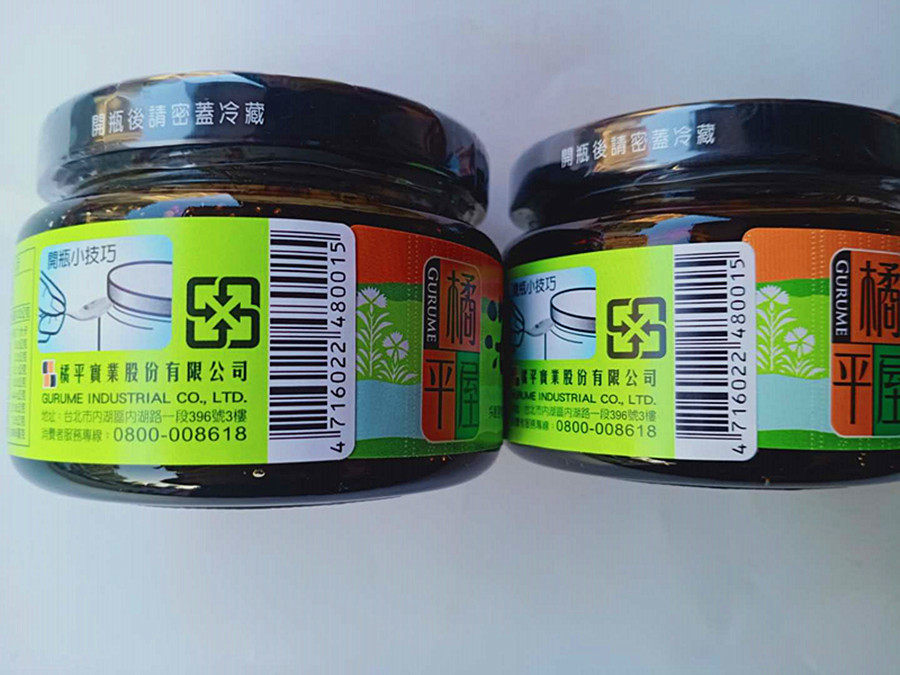 開瓶後請密蓋冷藏
開瓶小技巧
橘平實業股份有限公司
GURUME INDUSTRIAL CO., LTD.
地址：台北市內湖區內湖路一段396號3樓
消費者服務專線：0800-008618
4 716022 480015
GURUME
橘平屋
開瓶後請密蓋冷藏
開瓶小技巧
橘平實業股份有限公司
GURUME INDUSTRIAL CO., LTD.
台北市內湖區內湖路一段396號3樓
費者服務專線：0800-008618
4 716022 480015
GURUME
橘平屋